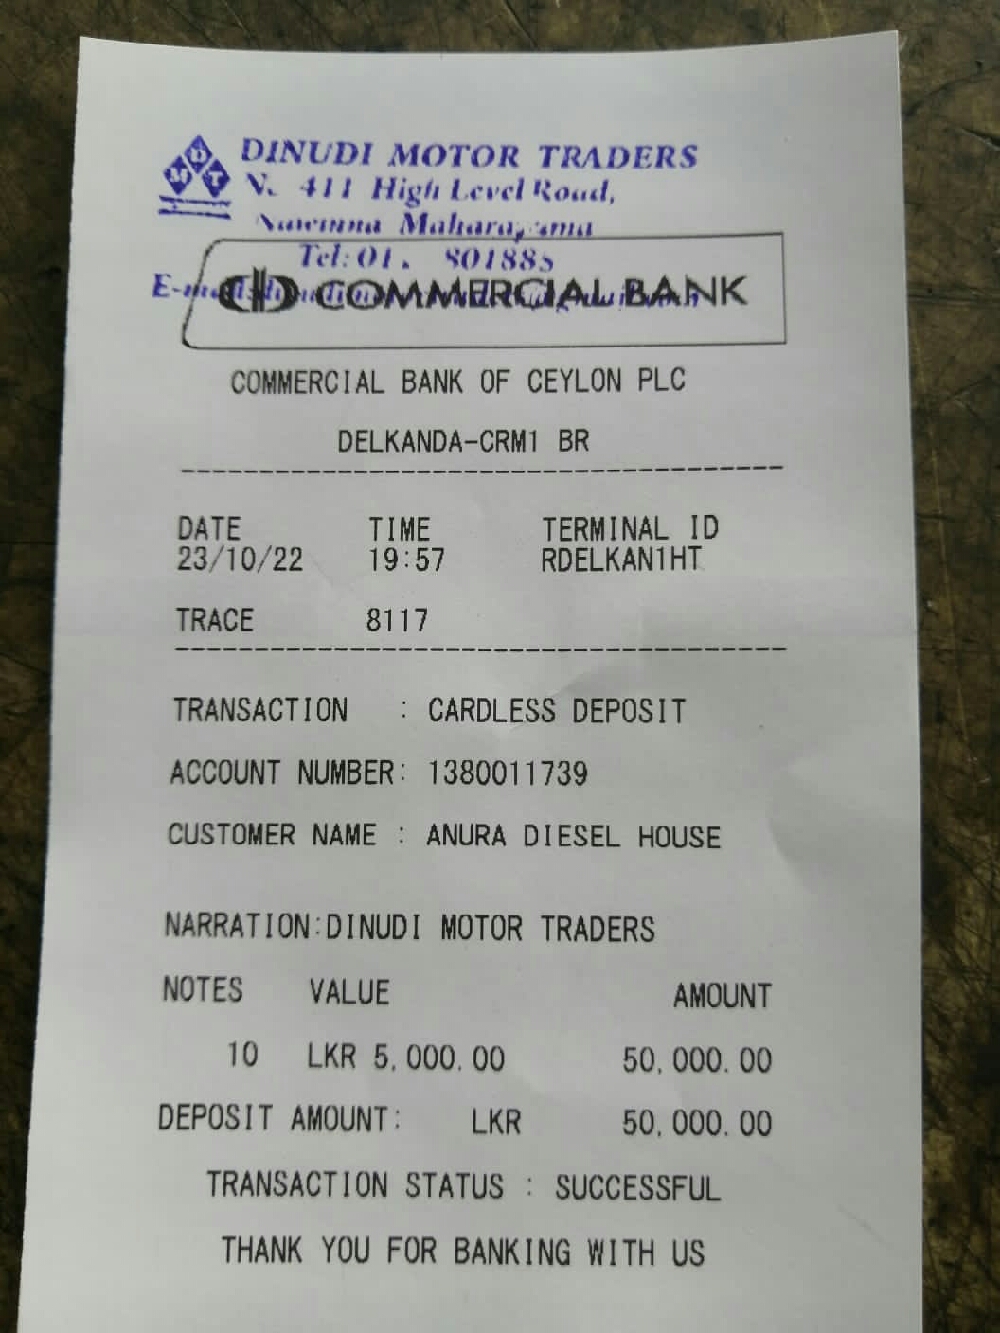 DINUDI MOTOR TRADERS
M D T
411 High Level Road,
Nawinna Maharagama
Tel: 01 801885
COMMERCIAL BANK
COMMERCIAL BANK OF CEYLON PLC
DELKANDA-CRM1 BR
DATE TIME TERMINAL ID
23/10/22 19:57 RDELKAN1HT
TRACE 8117
TRANSACTION : CARDLESS DEPOSIT
ACCOUNT NUMBER: 1380011739
CUSTOMER NAME : ANURA DIESEL HOUSE
NARRATION:DINUDI MOTOR TRADERS
NOTES VALUE AMOUNT
10 LKR 5,000.00 50,000.00
DEPOSIT AMOUNT: LKR 50,000.00
TRANSACTION STATUS : SUCCESSFUL
THANK YOU FOR BANKING WITH US